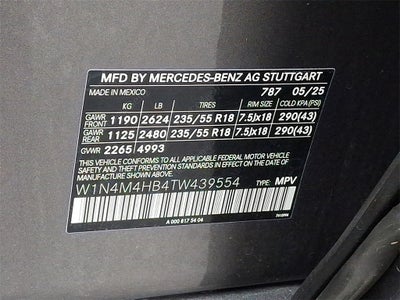 MFD BY MERCEDES-BENZ AG STUTTGART
MADE IN MEXICO 787 05/25
KG LB TIRES RIM SIZE COLD KPA (PSI)
GAWR FRONT 1190 2624 235/55 R18 7.5Jx18 290(43)
GAWR REAR 1125 2480 235/55 R18 7.5Jx18 290(43)
GVWR 2265 4993
THIS VEHICLE CONFORMS TO ALL APPLICABLE FEDERAL MOTOR VEHICLE
SAFETY, BUMPER, AND THEFT PREVENTION STANDARDS IN EFFECT ON THE
DATE OF MANUFACTURE SHOWN ABOVE.
W1N4M4HB4TW439554 TYPE: MPV
A 000 817 54 04